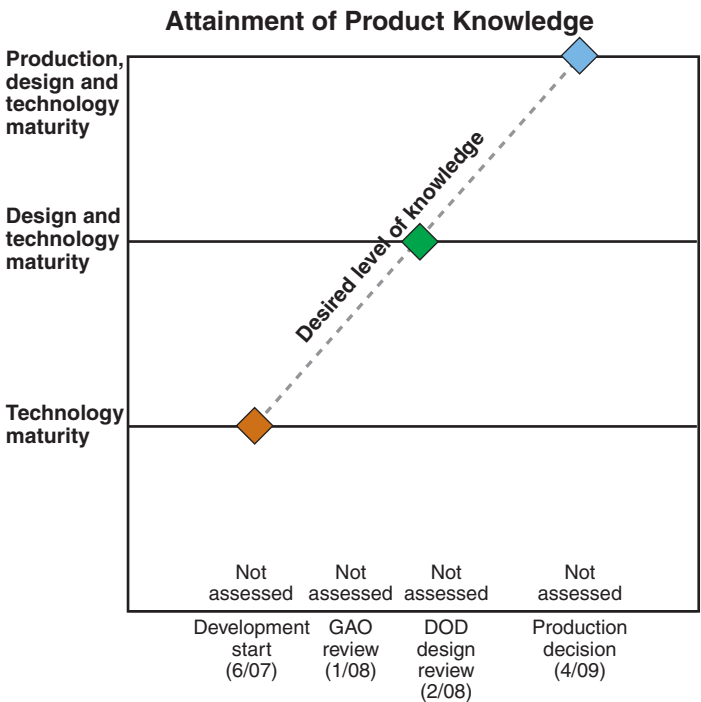 Attainment of Product Knowledge
Production,
design and
technology
maturity
Design and
technology
maturity
Technology
maturity
Desired level of knowledge
Not
assessed
Not
assessed
Not
assessed
Not
assessed
Development
start
(6/07)
GAO
review
(1/08)
DOD
design
review
(2/08)
Production
decision
(4/09)